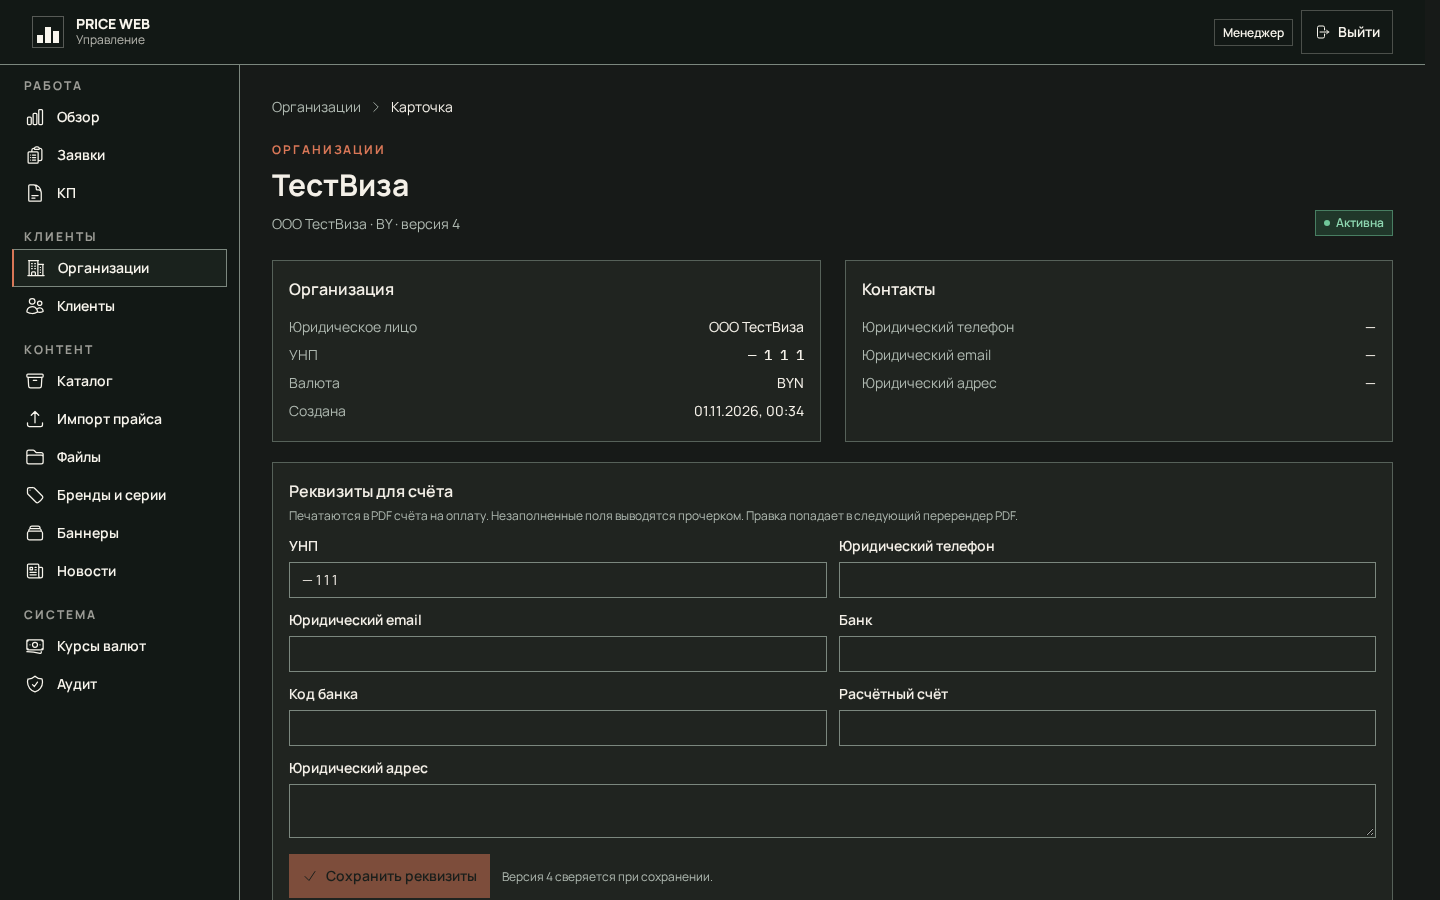 PRICE WEB
Управление
Менеджер
Выйти
РАБОТА
Обзор
Заявки
КП
КЛИЕНТЫ
Организации
Клиенты
КОНТЕНТ
Каталог
Импорт прайса
Файлы
Бренды и серии
Баннеры
Новости
СИСТЕМА
Курсы валют
Аудит
Организации > Карточка
ОРГАНИЗАЦИИ
ТестВиза
ООО ТестВиза · BY · версия 4
Активна
Организация
Юридическое лицо ООО ТестВиза
УНП — 1 1 1
Валюта BYN
Создана 01.11.2026, 00:34
Контакты
Юридический телефон —
Юридический email —
Юридический адрес —
Реквизиты для счёта
Печатаются в PDF счёта на оплату. Незаполненные поля выводятся прочерком. Правка попадает в следующий перерендер PDF.
УНП
— 1 1 1
Юридический телефон
Юридический email
Банк
Код банка
Расчётный счёт
Юридический адрес
Сохранить реквизиты
Версия 4 сверяется при сохранении.